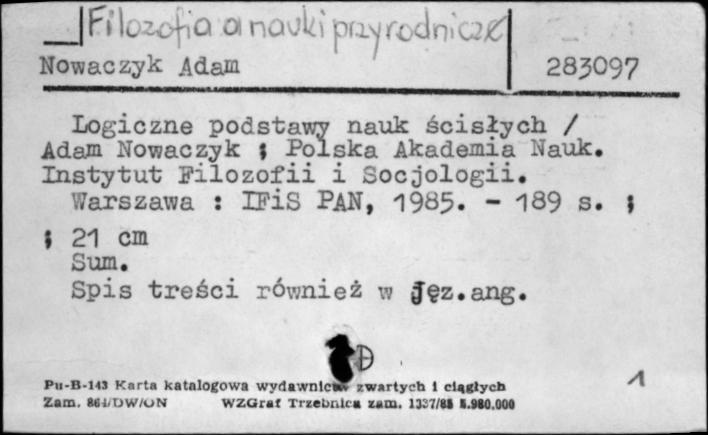 Filozofia a nauki przyrodnicze
Nowaczyk Adam 283097
Logiczne podstawy nauk ścisłych /
Adam Nowaczyk ; Polska Akademia Nauk.
Instytut Filozofii i Socjologii.
Warszawa : IFiS PAN, 1985. - 189 s. ;
; 21 cm
Sum.
Spis treści również w języ.ang.
D
Pu-B-143 Karta katalogowa wydawnictw zwartych i ciągłych 1
Zam. 864/DW/ON WZGraf Trzebnica zam. 1337/88 5.980.000